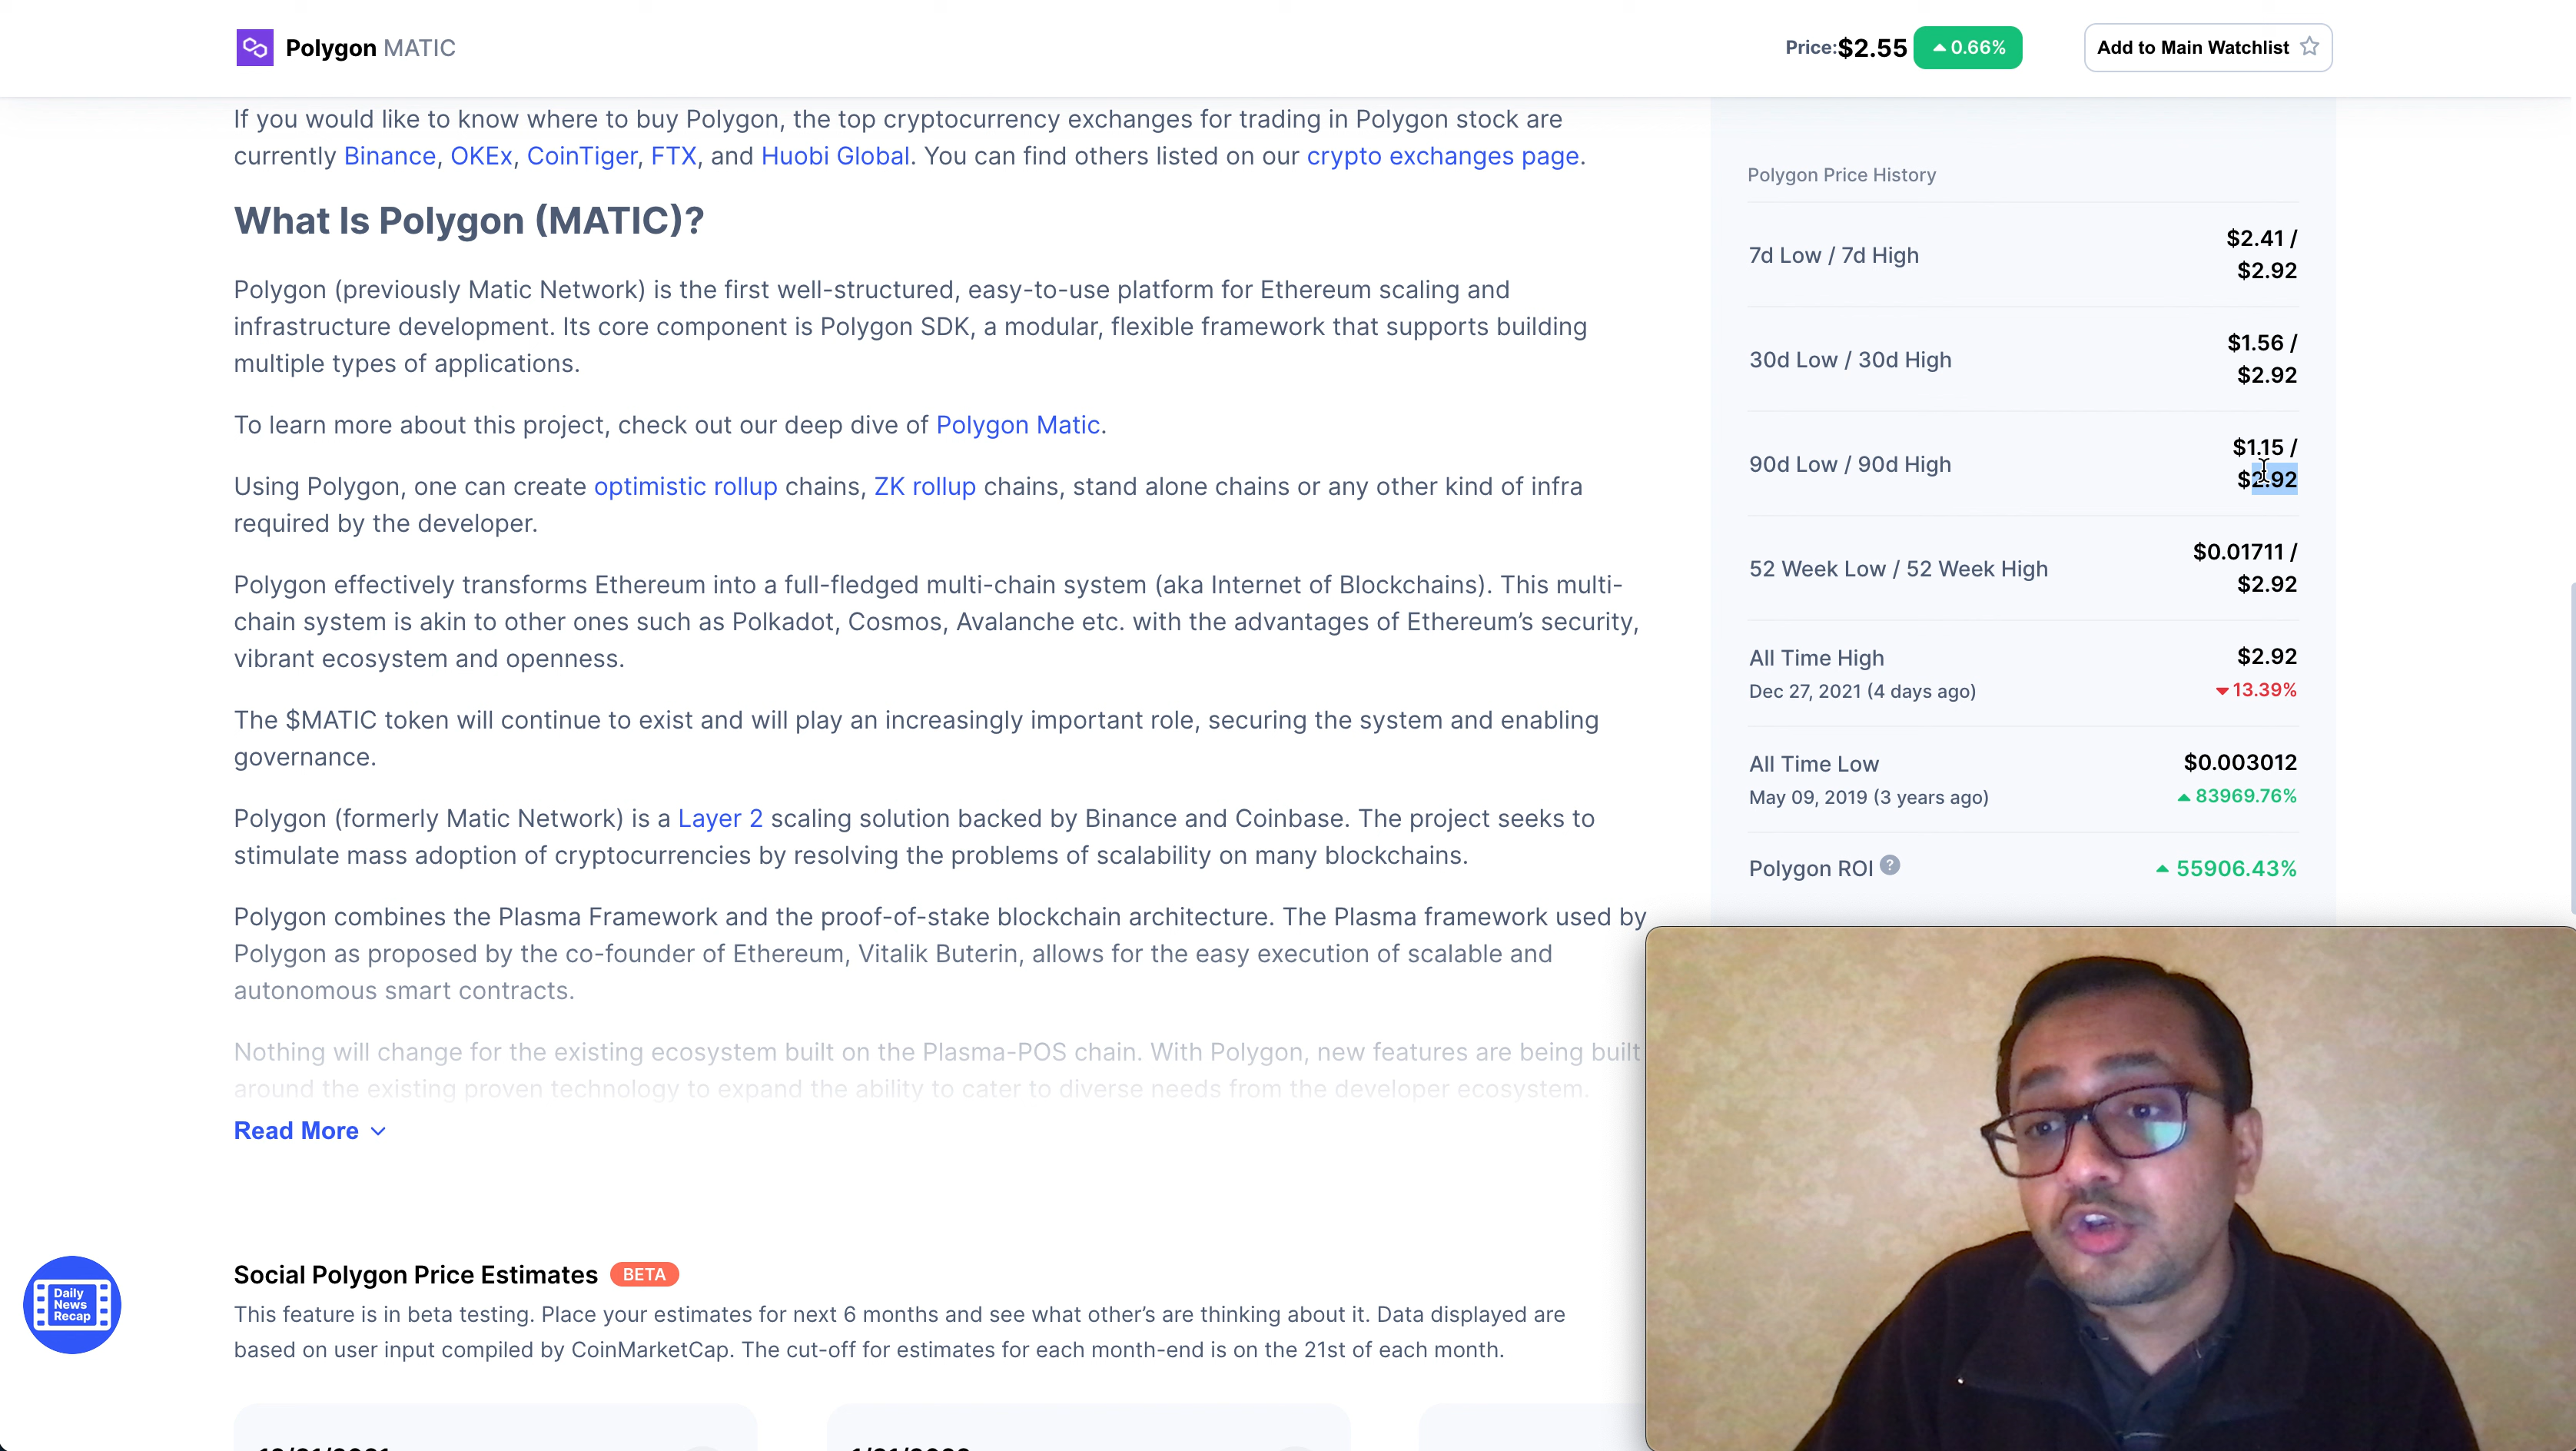 Polygon MATIC
Price:$2.55 0.66%
Add to Main Watchlist
If you would like to know where to buy Polygon, the top cryptocurrency exchanges for trading in Polygon stock are
currently Binance, OKEx, CoinTiger, FTX, and Huobi Global. You can find others listed on our crypto exchanges page.
What Is Polygon (MATIC)?
Polygon (previously Matic Network) is the first well-structured, easy-to-use platform for Ethereum scaling and
infrastructure development. Its core component is Polygon SDK, a modular, flexible framework that supports building
multiple types of applications.
To learn more about this project, check out our deep dive of Polygon Matic.
Using Polygon, one can create optimistic rollup chains, ZK rollup chains, stand alone chains or any other kind of infra
required by the developer.
Polygon effectively transforms Ethereum into a full-fledged multi-chain system (aka Internet of Blockchains). This multi-
chain system is akin to other ones such as Polkadot, Cosmos, Avalanche etc. with the advantages of Ethereum’s security,
vibrant ecosystem and openness.
The $MATIC token will continue to exist and will play an increasingly important role, securing the system and enabling
governance.
Polygon (formerly Matic Network) is a Layer 2 scaling solution backed by Binance and Coinbase. The project seeks to
stimulate mass adoption of cryptocurrencies by resolving the problems of scalability on many blockchains.
Polygon combines the Plasma Framework and the proof-of-stake blockchain architecture. The Plasma framework used by
Polygon as proposed by the co-founder of Ethereum, Vitalik Buterin, allows for the easy execution of scalable and
autonomous smart contracts.
Nothing will change for the existing ecosystem built on the Plasma-POS chain. With Polygon, new features are being built
around the existing proven technology to expand the ability to cater to diverse needs from the developer ecosystem.
Read More
Social Polygon Price Estimates BETA
This feature is in beta testing. Place your estimates for next 6 months and see what other’s are thinking about it. Data displayed are
based on user input compiled by CoinMarketCap. The cut-off for estimates for each month-end is on the 21st of each month.
Daily
News
Recap
Polygon Price History
7d Low / 7d High
$2.41 /
$2.92
30d Low / 30d High
$1.56 /
$2.92
90d Low / 90d High
$1.15 /
$2.92
52 Week Low / 52 Week High
$0.01711 /
$2.92
All Time High
$2.92
Dec 27, 2021 (4 days ago)
13.39%
All Time Low
$0.003012
May 09, 2019 (3 years ago)
83969.76%
Polygon ROI ?
55906.43%